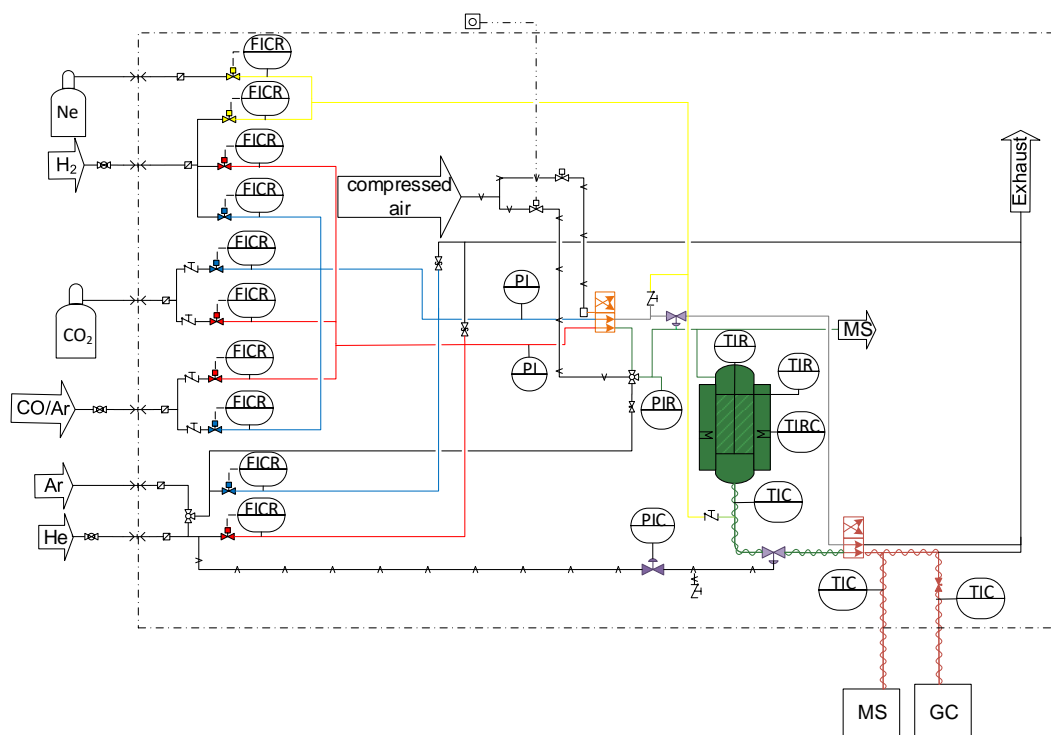 FICR
Ne
FICR
H2
FICR
compressed
air
Exhaust
FICR
FICR
PI
CO2
FICR
MS
TIR
FICR
PI
TIR
CO/Ar
FICR
PIR
TIRC
Ar
FICR
TIC
He
FICR
PIC
TIC
TIC
MS
GC